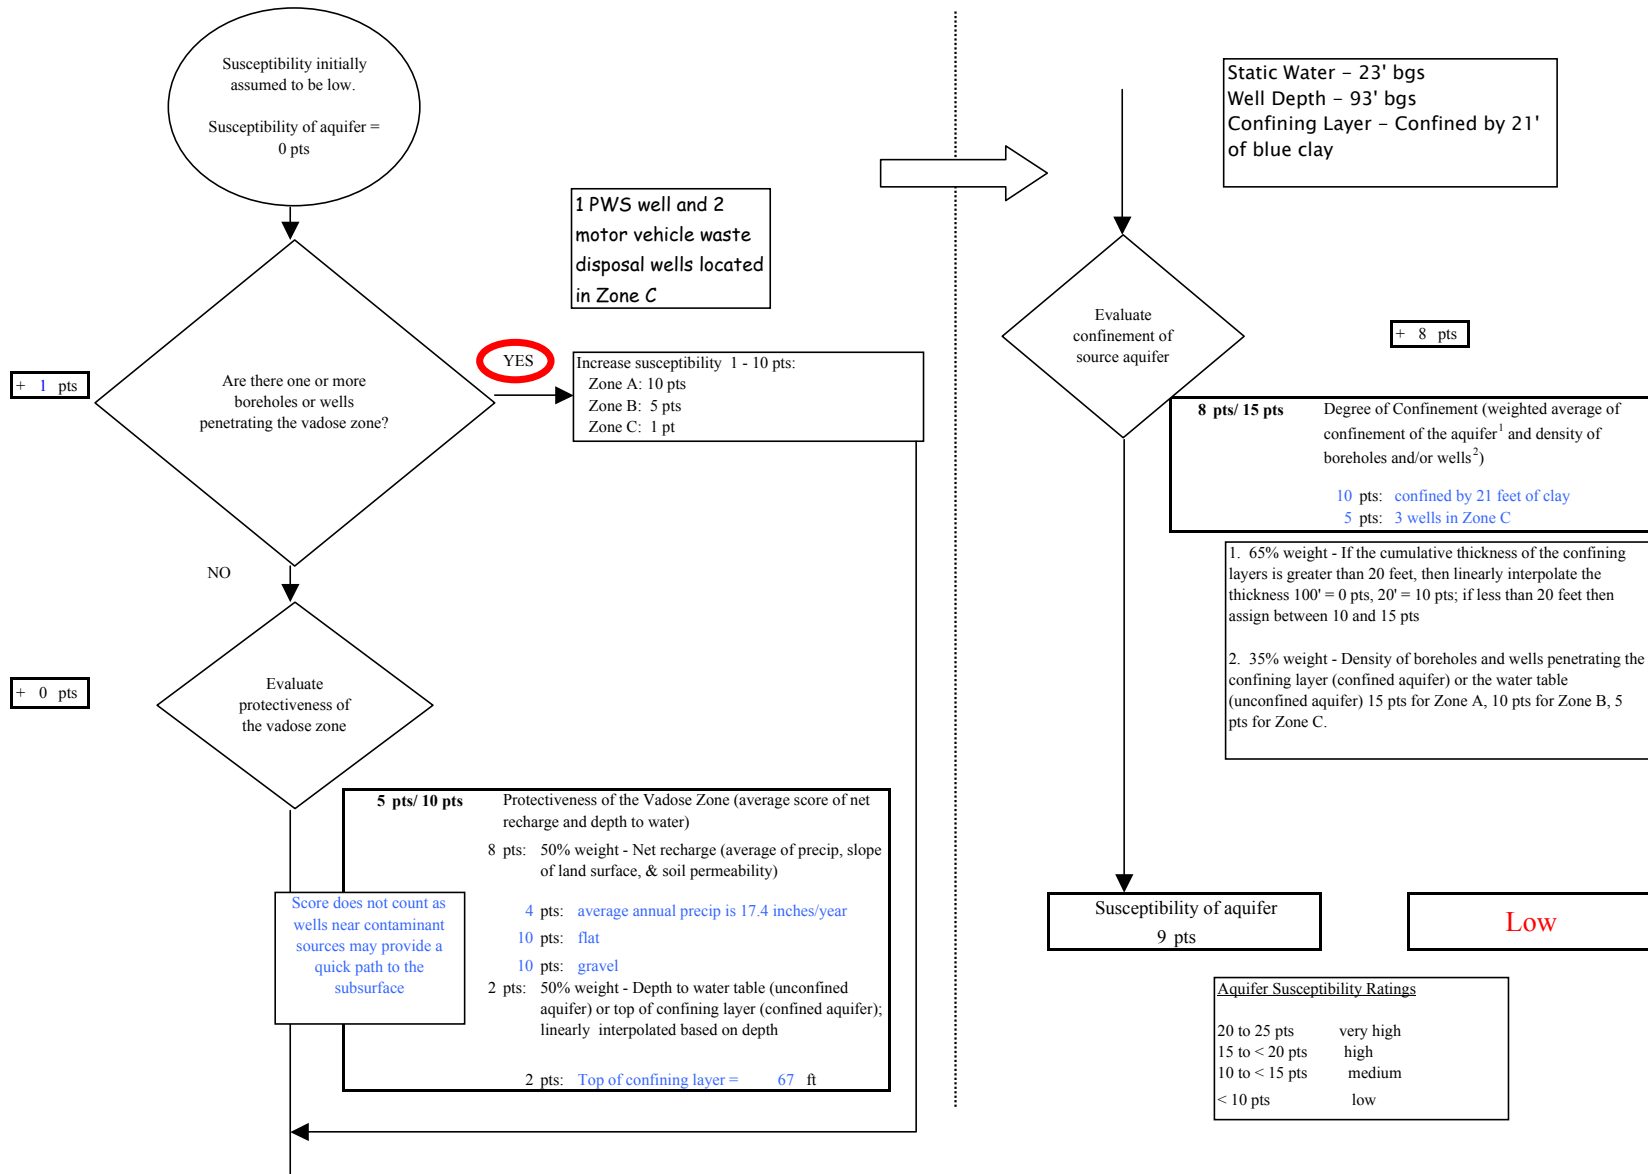 Susceptibility initially
assumed to be low.
Susceptibility of aquifer =
0 pts
1 PWS well and 2
motor vehicle waste
disposal wells located
in Zone C
+ 1 pts
Are there one or more
boreholes or wells
penetrating the vadose zone?
YES
Increase susceptibility 1 - 10 pts:
Zone A: 10 pts
Zone B: 5 pts
Zone C: 1 pt
NO
+ 0 pts
Evaluate
protectiveness of
the vadose zone
5 pts/ 10 pts Protectiveness of the Vadose Zone (average score of net
recharge and depth to water)
8 pts: 50% weight - Net recharge (average of precip, slope
of land surface, & soil permeability)
4 pts: average annual precip is 17.4 inches/year
10 pts: flat
10 pts: gravel
2 pts: 50% weight - Depth to water table (unconfined
aquifer) or top of confining layer (confined aquifer);
linearly interpolated based on depth
2 pts: Top of confining layer = 67 ft
Score does not count as
wells near contaminant
sources may provide a
quick path to the
subsurface
Static Water – 23' bgs
Well Depth – 93' bgs
Confining Layer – Confined by 21'
of blue clay
Evaluate
confinement of
source aquifer
+ 8 pts
8 pts/ 15 pts Degree of Confinement (weighted average of
confinement of the aquifer1 and density of
boreholes and/or wells2)
10 pts: confined by 21 feet of clay
5 pts: 3 wells in Zone C
1. 65% weight - If the cumulative thickness of the confining
layers is greater than 20 feet, then linearly interpolate the
thickness 100' = 0 pts, 20' = 10 pts; if less than 20 feet then
assign between 10 and 15 pts
2. 35% weight - Density of boreholes and wells penetrating the
confining layer (confined aquifer) or the water table
(unconfined aquifer) 15 pts for Zone A, 10 pts for Zone B, 5
pts for Zone C.
Susceptibility of aquifer
9 pts
Low
Aquifer Susceptibility Ratings
20 to 25 pts very high
15 to < 20 pts high
10 to < 15 pts medium
< 10 pts low